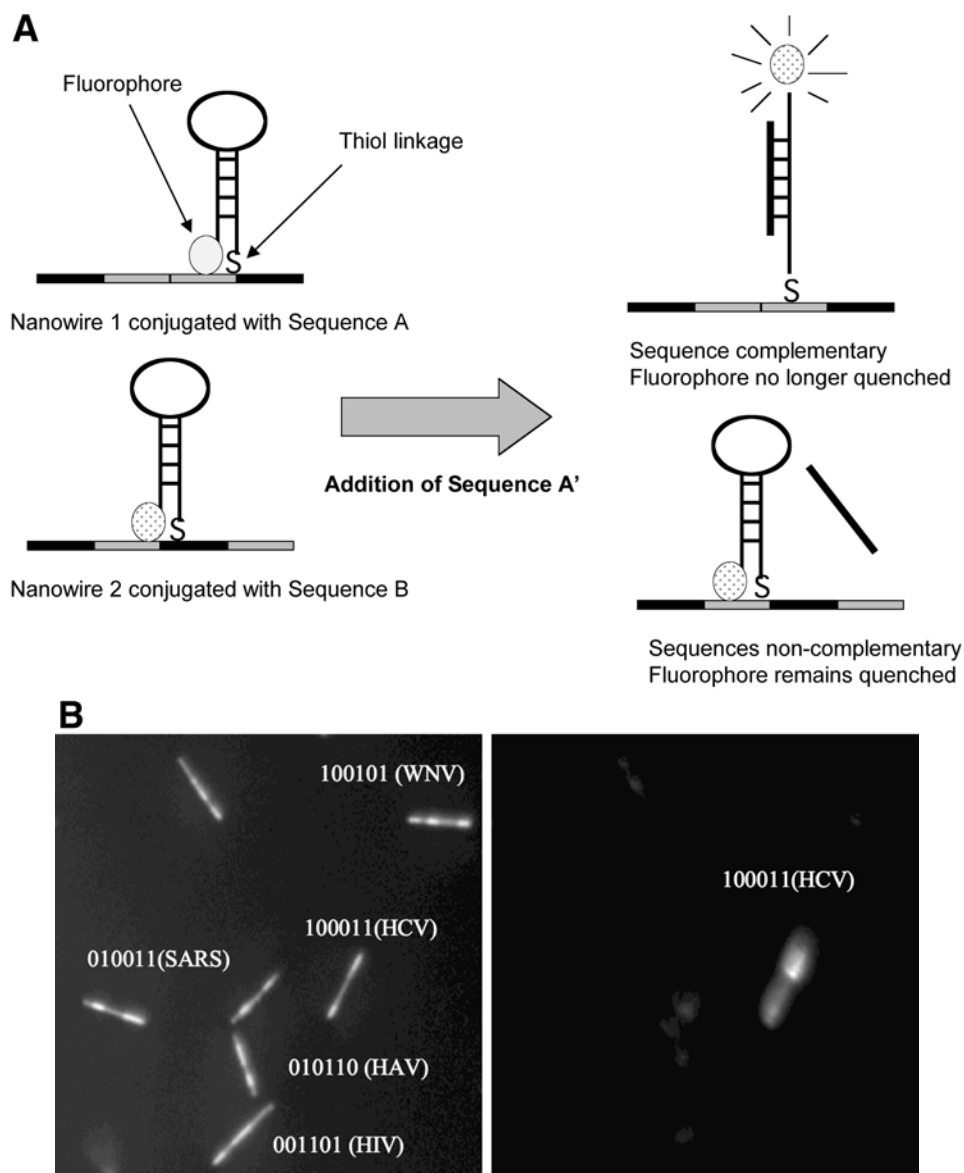 A
Fluorophore
Thiol linkage
S
Nanowire 1 conjugated with Sequence A
S
Sequence complementary
Fluorophore no longer quenched
S
Nanowire 2 conjugated with Sequence B
Addition of Sequence A'
S
Sequences non-complementary
Fluorophore remains quenched
B
100101 (WNV)
100011(HCV)
010011(SARS)
010110 (HAV)
001101 (HIV)
100011(HCV)